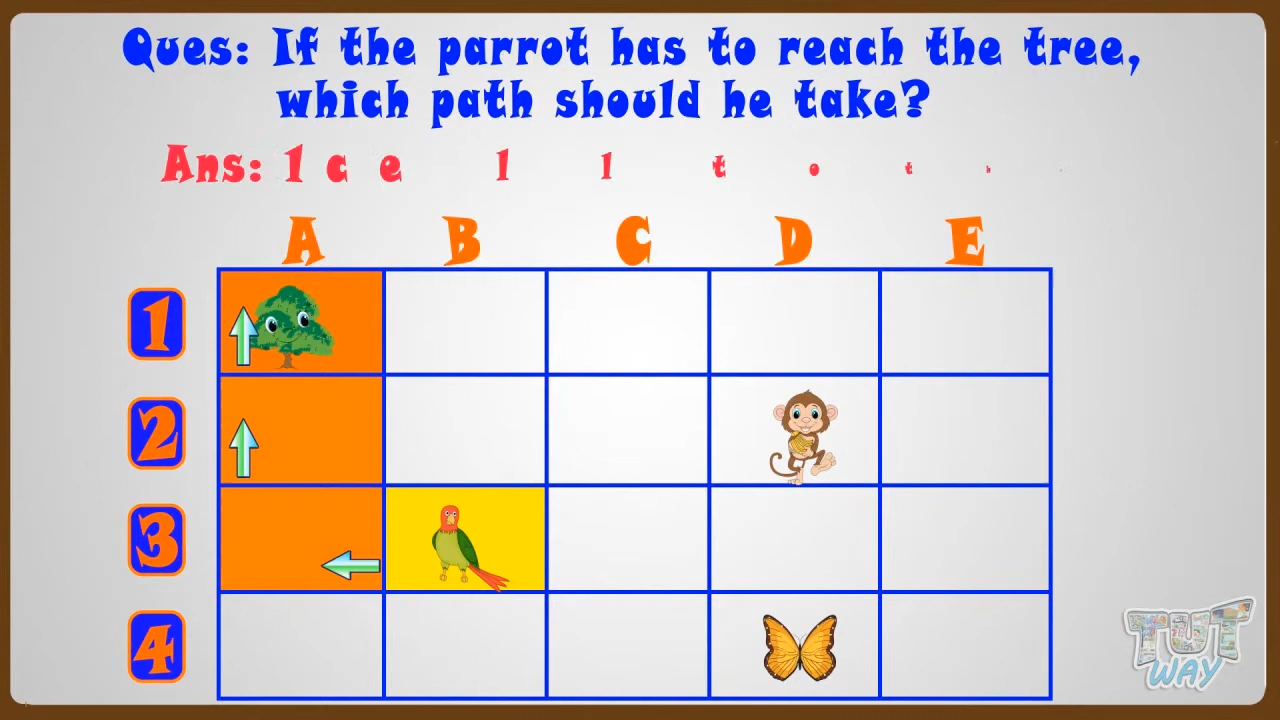 Ques: If the parrot has to reach the tree,
which path should he take?
Ans: 1 c e l l t o t
A B C D E
1
2
3
4
TUT
WAY